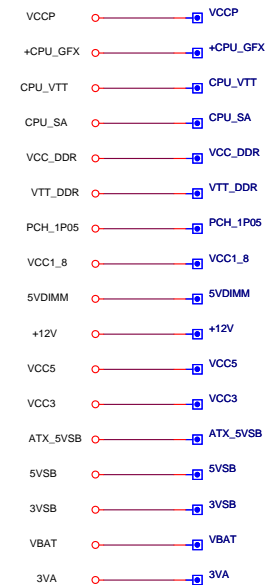 VCCP VCCP
+CPU_GFX +CPU_GFX
CPU_VTT CPU_VTT
CPU_SA CPU_SA
VCC_DDR VCC_DDR
VTT_DDR VTT_DDR
PCH_1P05 PCH_1P05
VCC1_8 VCC1_8
5VDIMM 5VDIMM
+12V +12V
VCC5 VCC5
VCC3 VCC3
ATX_5VSB ATX_5VSB
5VSB 5VSB
3VSB 3VSB
VBAT VBAT
3VA 3VA